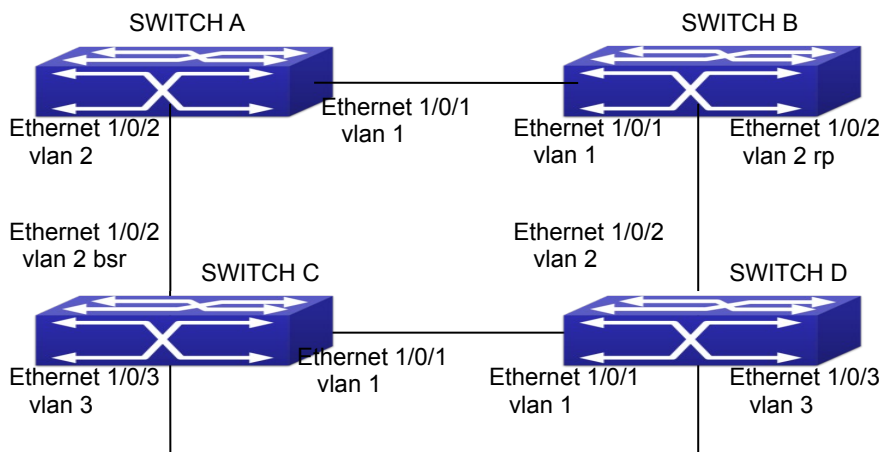 SWITCH A
SWITCH B
Ethernet 1/0/1
vlan 1
Ethernet 1/0/2
vlan 2
Ethernet 1/0/1
vlan 1
Ethernet 1/0/2
vlan 2 rp
Ethernet 1/0/2
vlan 2 bsr
Ethernet 1/0/2
vlan 2
SWITCH C
SWITCH D
Ethernet 1/0/1
vlan 1
Ethernet 1/0/3
vlan 3
Ethernet 1/0/1
vlan 1
Ethernet 1/0/3
vlan 3